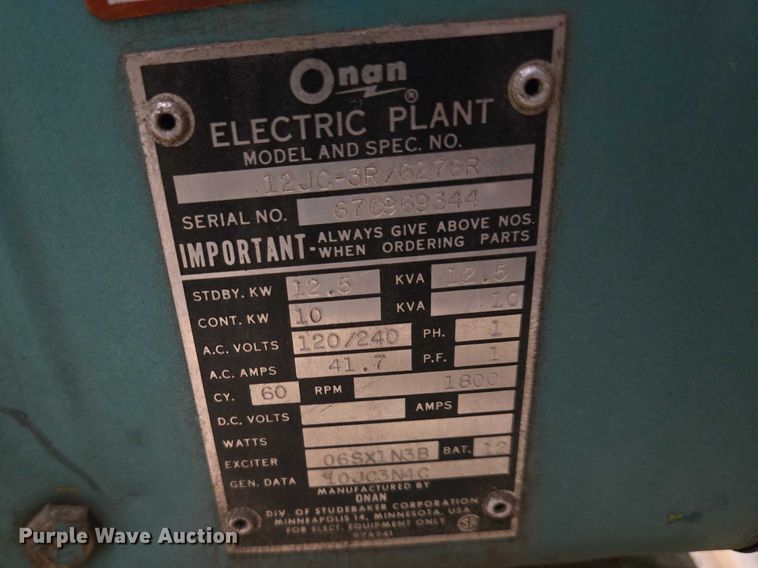 Onan
®
ELECTRIC PLANT
MODEL AND SPEC. NO.
12JC-3R/6276R
SERIAL NO. 670969344
IMPORTANT - ALWAYS GIVE ABOVE NOS.
WHEN ORDERING PARTS
STDBY. KW 12.5 KVA 12.5
CONT. KW 10 KVA 10
A.C. VOLTS 120/240 PH. 1
A.C. AMPS 41.7 P.F. 1
CY. 60 RPM 1800
D.C. VOLTS AMPS
WATTS
EXCITER 06SX1N3B BAT. 12
GEN. DATA 10JC3N4C
MANUFACTURED BY
ONAN
DIV. OF STUDEBAKER CORPORATION
MINNEAPOLIS 14, MINNESOTA, USA
FOR ELECT. EQUIPMENT ONLY
Purple Wave Auction